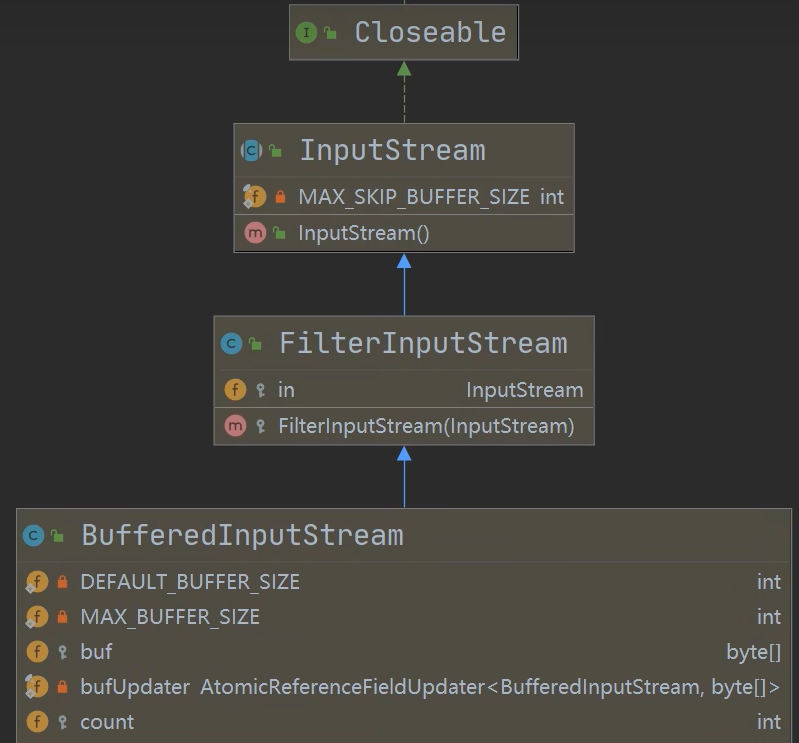 Closeable
InputStream
MAX_SKIP_BUFFER_SIZE int
InputStream()
FilterInputStream
in InputStream
FilterInputStream(InputStream)
BufferedInputStream
DEFAULT_BUFFER_SIZE int
MAX_BUFFER_SIZE int
buf byte[]
bufUpdater AtomicReferenceFieldUpdater<BufferedInputStream, byte[]>
count int